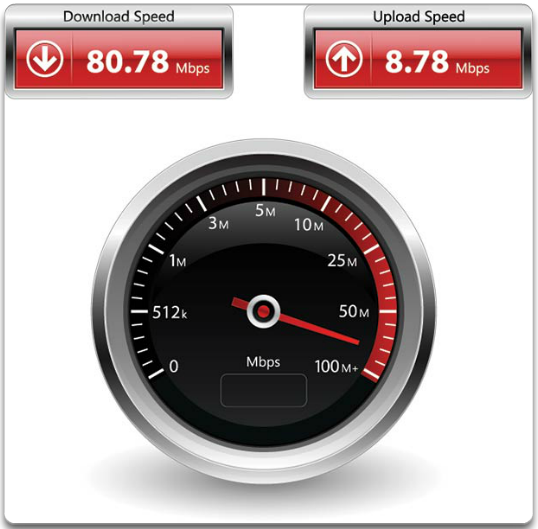 Download Speed
80.78 Mbps
Upload Speed
8.78 Mbps
5M
3M
10M
1M
25M
512k
50M
0
Mbps
100M+